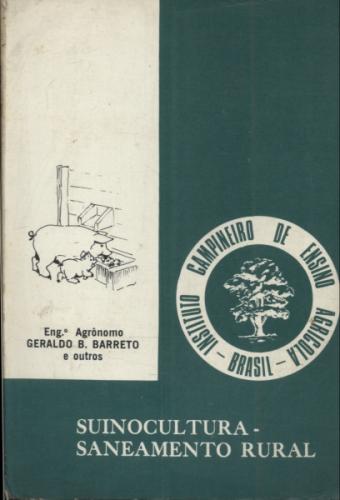 Eng.º Agrônomo
GERALDO B. BARRETO
e outros
INSTITUTO CAMPINEIRO DE ENSINO AGRÍCOLA - BRASIL -
SUINOCULTURA -
SANEAMENTO RURAL